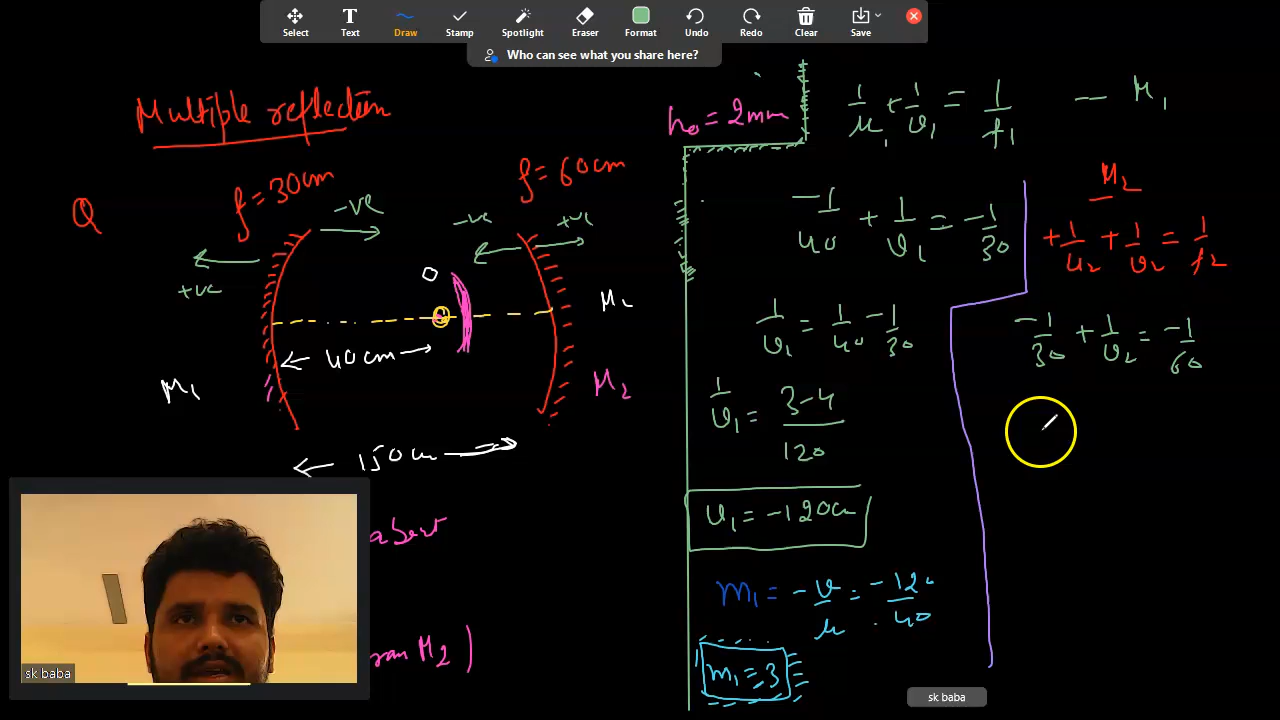 Select Text Draw Stamp Spotlight Eraser Format Undo Redo Clear Save
Who can see what you share here?
Multiple reflection
Q
f = 30cm
f = 60cm
-ve
+ve
-ve
+ve
O
40cm
M1
M2
150cm
sk baba
h0 = 2mm
1/u1 + 1/v1 = 1/f1 — M1
-1/40 + 1/v1 = -1/30
1/v1 = 1/40 - 1/30
1/v1 = 3-4/120
v1 = -120cm
m1 = -v/u = -120/40
m1 = -3
M2
+1/u2 + 1/v2 = 1/f2
-1/30 + 1/v2 = -1/60
sk baba